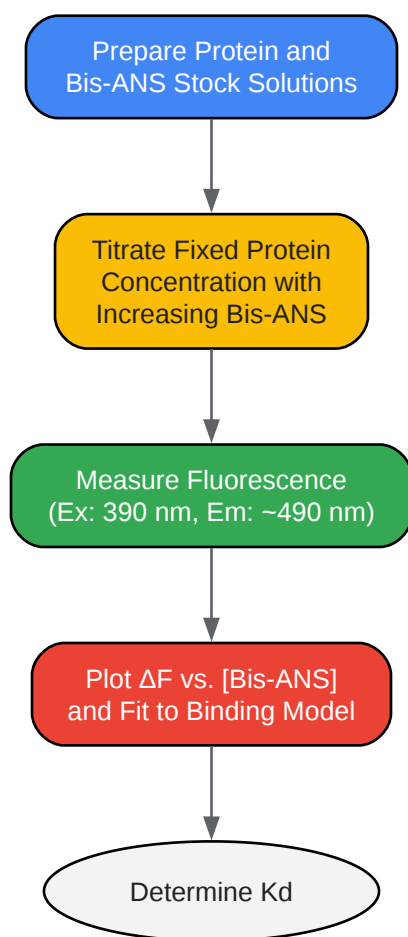 Prepare Protein and
Bis-ANS Stock Solutions
Titrate Fixed Protein
Concentration with
Increasing Bis-ANS
Measure Fluorescence
(Ex: 390 nm, Em: ~490 nm)
Plot ΔF vs. [Bis-ANS]
and Fit to Binding Model
Determine Kd